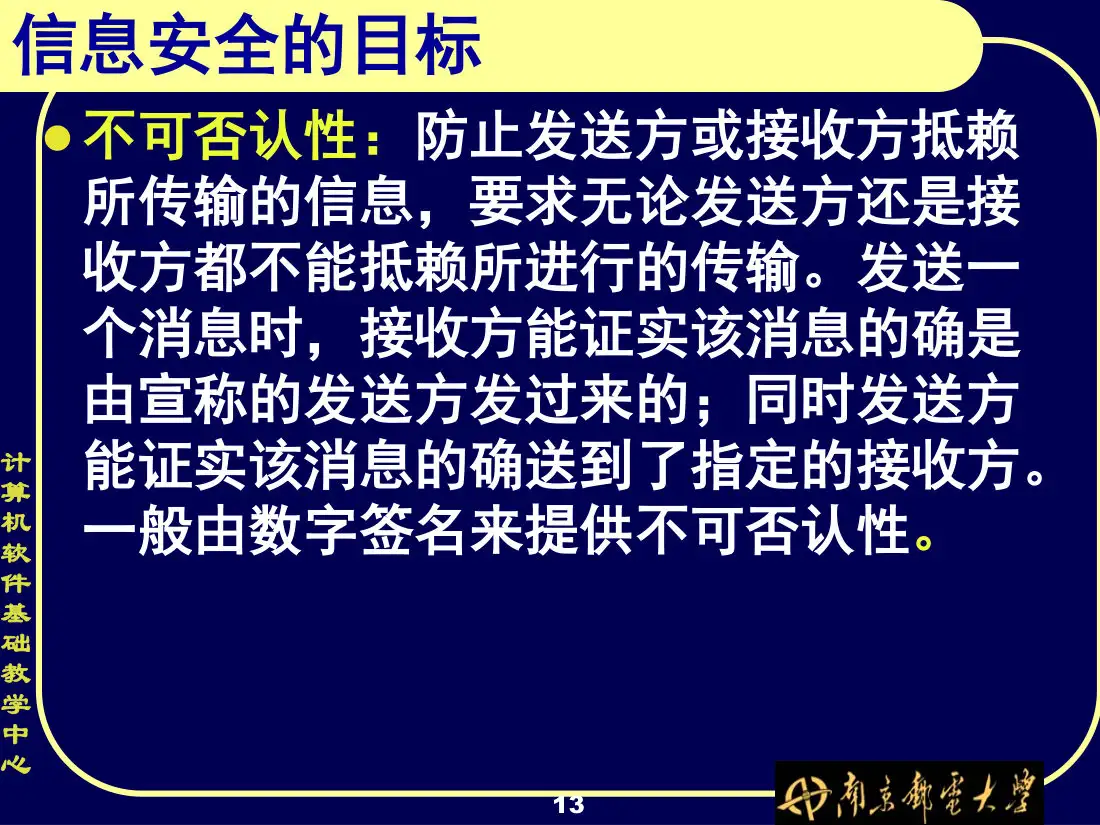 信息安全的目标
不可否认性：防止发送方或接收方抵赖
所传输的信息，要求无论发送方还是接
收方都不能抵赖所进行的传输。发送一
个消息时，接收方能证实该消息的确是
由宣称的发送方发过来的；同时发送方
能证实该消息的确送到了指定的接收方。
一般由数字签名来提供不可否认性。
计算机软件基础教学中心
13
南京郵電大學